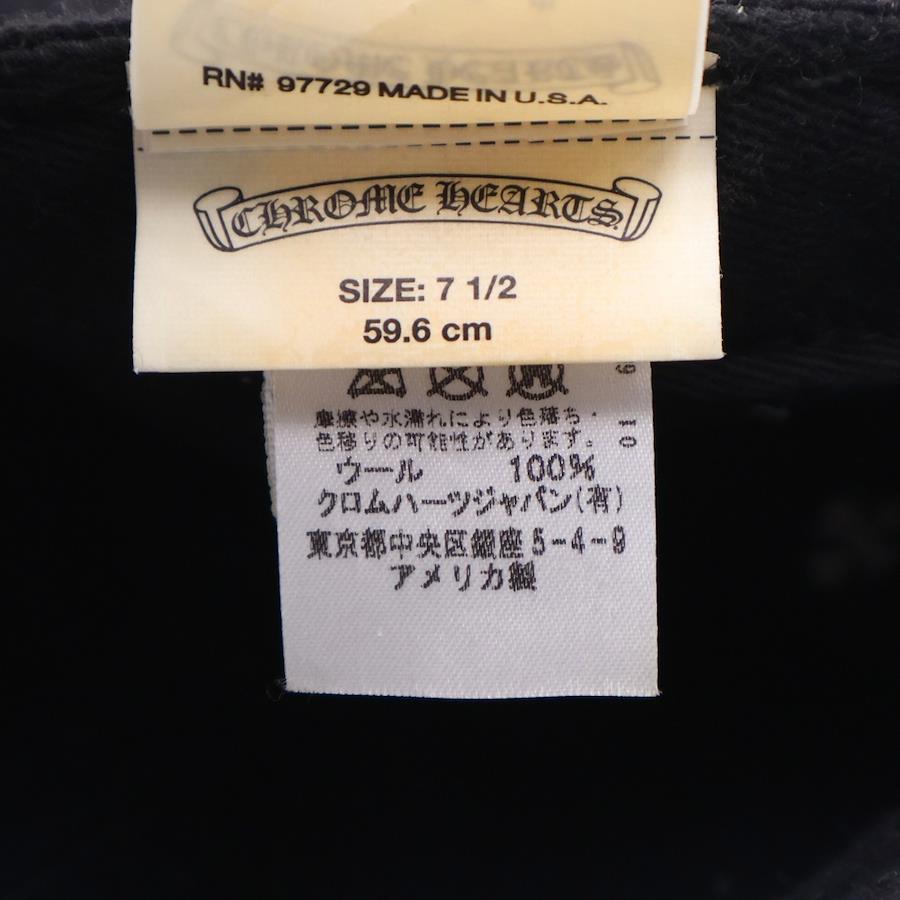 RN# 97729 MADE IN U.S.A.
CHROME HEARTS
SIZE: 7 1/2
59.6 cm
摩擦や水濡れにより色落ち・
色移りの可能性があります。
ウール 100%
クロムハーツジャパン(有)
東京都中央区銀座5-4-9
アメリカ製
01